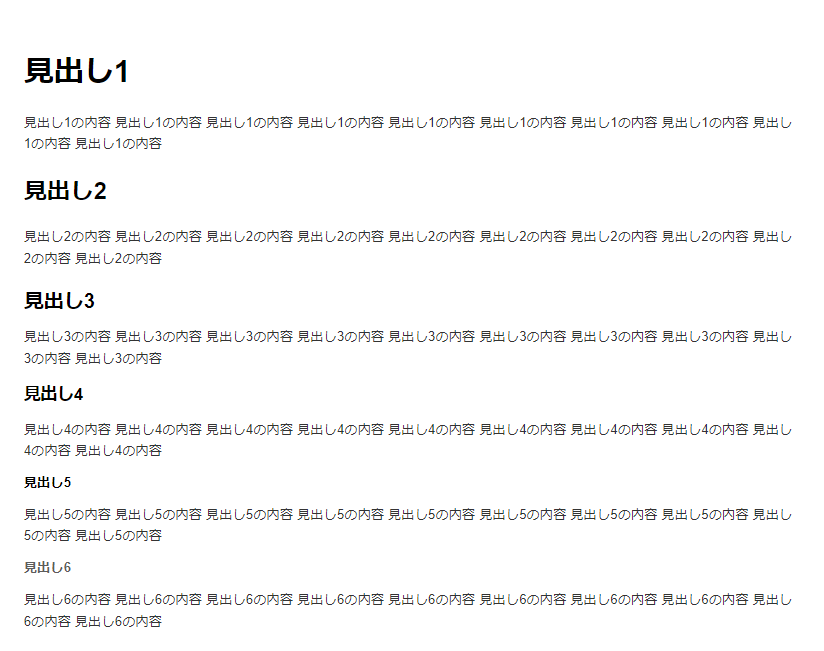 見出し1
見出し1の内容 見出し1の内容 見出し1の内容 見出し1の内容 見出し1の内容 見出し1の内容 見出し1の内容 見出し1の内容 見出し
1の内容 見出し1の内容
見出し2
見出し2の内容 見出し2の内容 見出し2の内容 見出し2の内容 見出し2の内容 見出し2の内容 見出し2の内容 見出し2の内容 見出し
2の内容 見出し2の内容
見出し3
見出し3の内容 見出し3の内容 見出し3の内容 見出し3の内容 見出し3の内容 見出し3の内容 見出し3の内容 見出し3の内容 見出し
3の内容 見出し3の内容
見出し4
見出し4の内容 見出し4の内容 見出し4の内容 見出し4の内容 見出し4の内容 見出し4の内容 見出し4の内容 見出し4の内容 見出し
4の内容 見出し4の内容
見出し5
見出し5の内容 見出し5の内容 見出し5の内容 見出し5の内容 見出し5の内容 見出し5の内容 見出し5の内容 見出し5の内容 見出し
5の内容 見出し5の内容
見出し6
見出し6の内容 見出し6の内容 見出し6の内容 見出し6の内容 見出し6の内容 見出し6の内容 見出し6の内容 見出し6の内容 見出し
6の内容 見出し6の内容